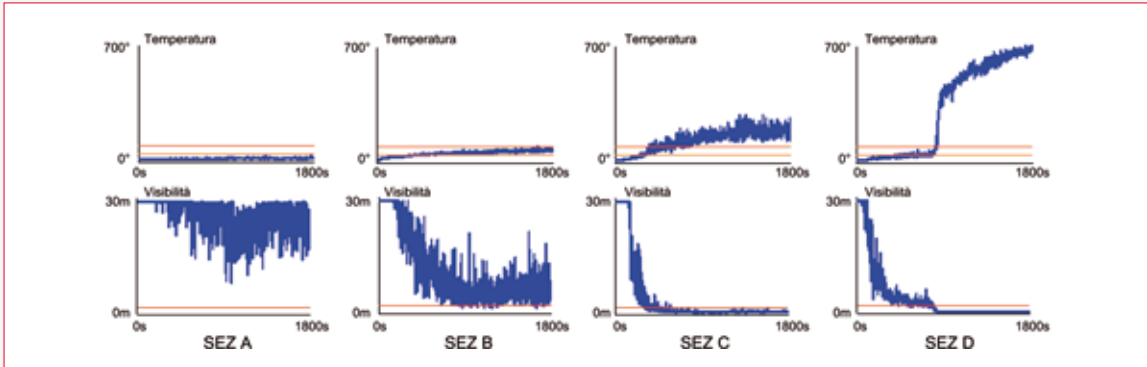 Temperatura
700°
0°
0s 1800s
Visibilità
30m
0m
0s 1800s
SEZ A
Temperatura
700°
0°
0s 1800s
Visibilità
30m
0m
0s 1800s
SEZ B
Temperatura
700°
0°
0s 1800s
Visibilità
30m
0m
0s 1800s
SEZ C
Temperatura
700°
0°
0s 1800s
Visibilità
30m
0m
0s 1800s
SEZ D